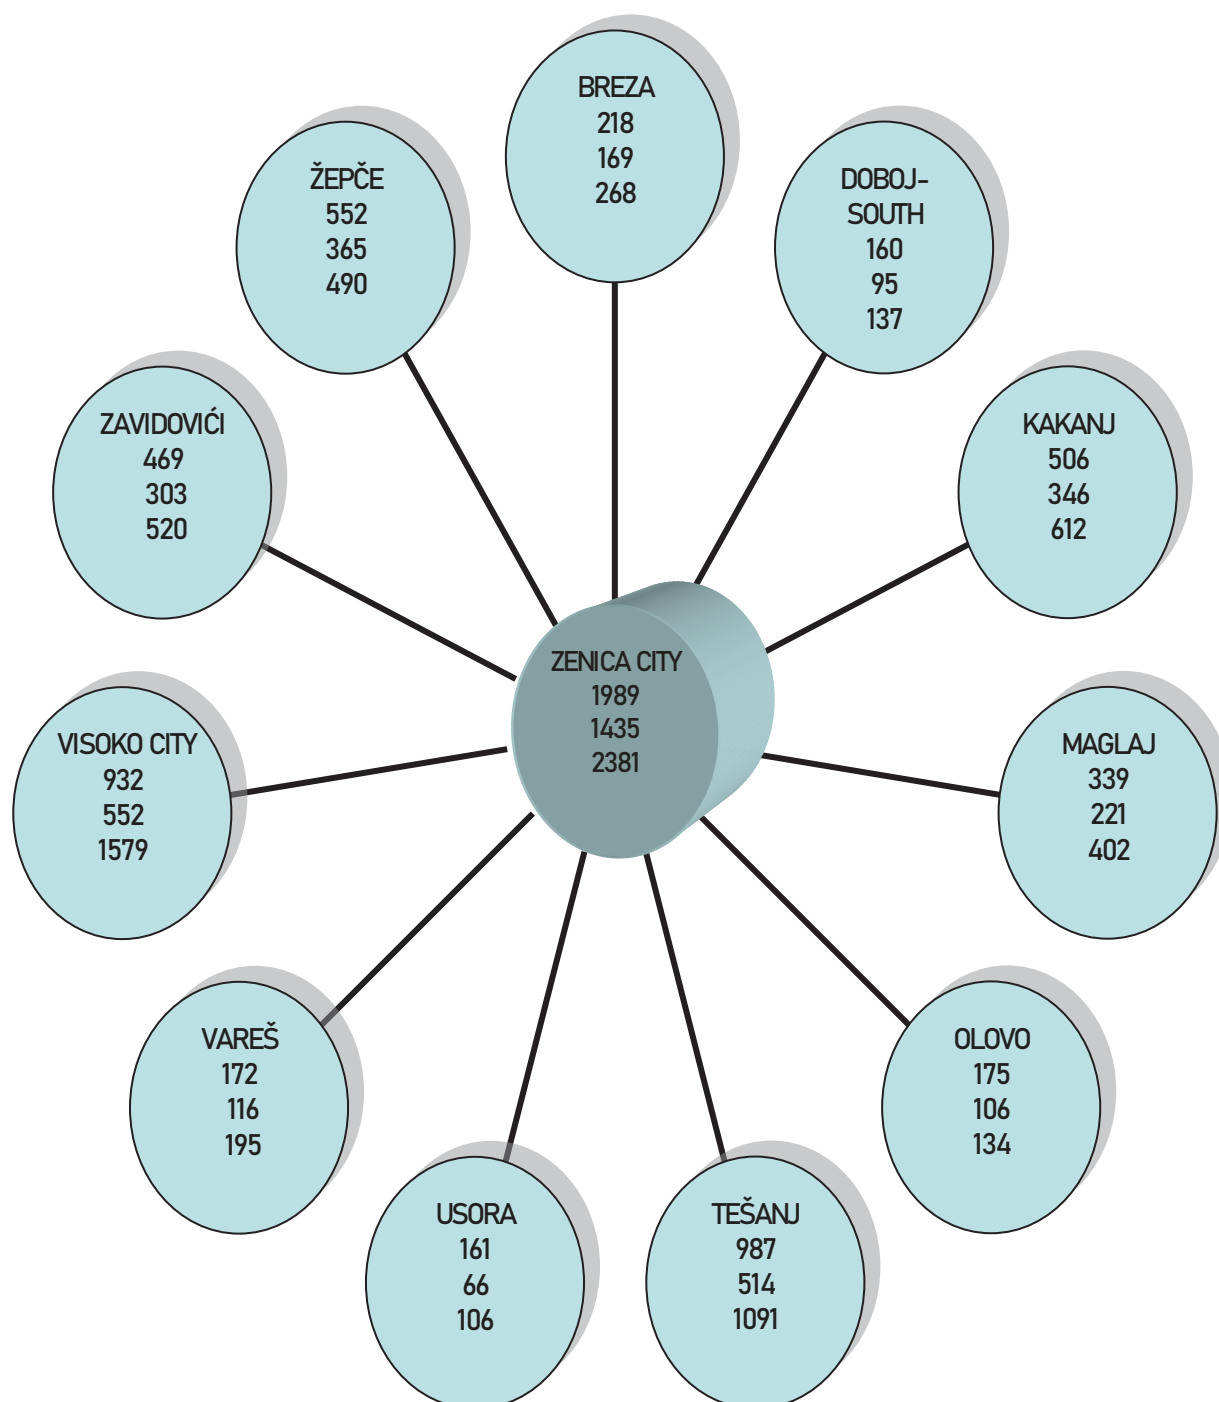 BREZA
218
169
268
DOBOJ-
SOUTH
160
95
137
KAKANJ
506
346
612
MAGLAJ
339
221
402
OLOVO
175
106
134
TEŠANJ
987
514
1091
USORA
161
66
106
VAREŠ
172
116
195
VISOKO CITY
932
552
1579
ZAVIDOVIĆI
469
303
520
ŽEPČE
552
365
490
ZENICA CITY
1989
1435
2381